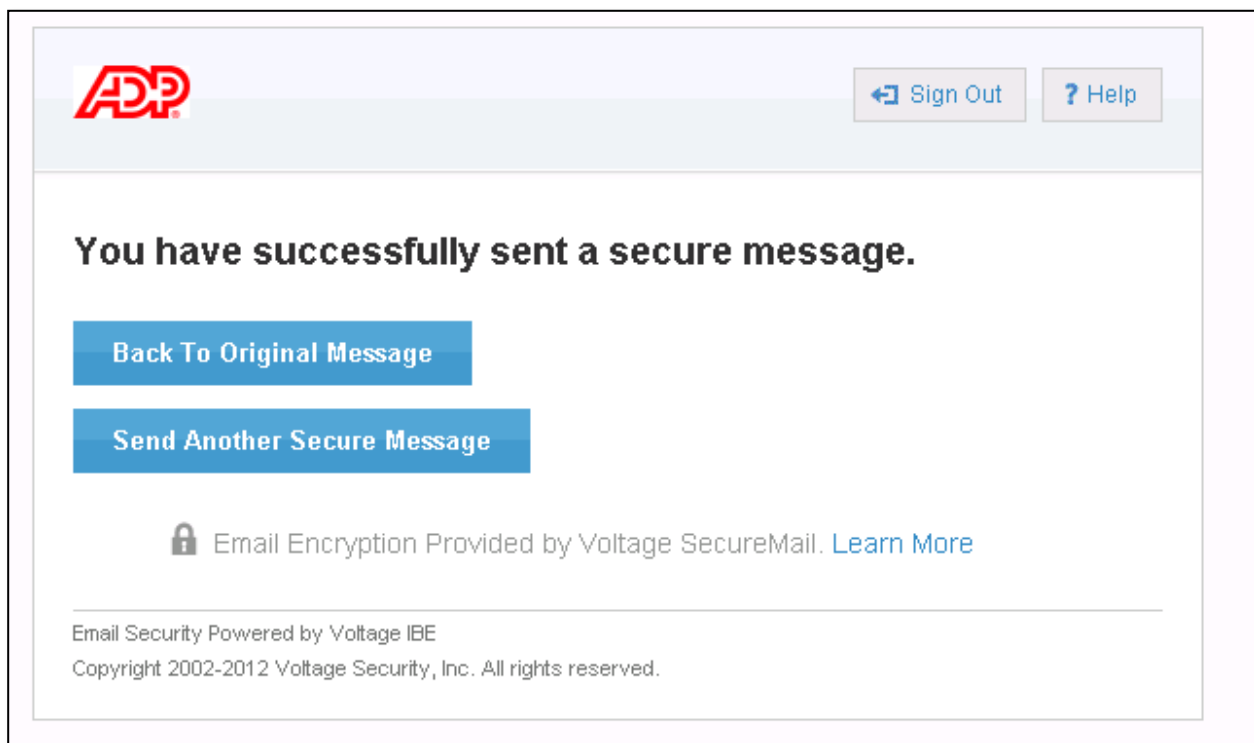 ADP
Sign Out
? Help
You have successfully sent a secure message.
Back To Original Message
Send Another Secure Message
Email Encryption Provided by Voltage SecureMail. Learn More
Email Security Powered by Voltage IBE
Copyright 2002-2012 Voltage Security, Inc. All rights reserved.